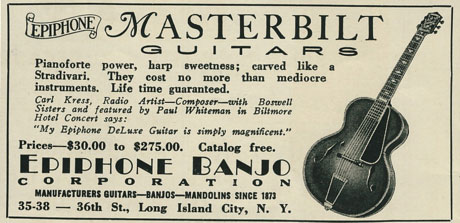 EPIPHONE MASTERBILT
GUITARS
Pianoforte power, harp sweetness; carved like a
Stradivari. They cost no more than mediocre
instruments. Life time guaranteed.
Carl Kress, Radio Artist—Composer—with Boswell
Sisters and featured by Paul Whiteman in Biltmore
Hotel Concert says:
"My Epiphone DeLuxe Guitar is simply magnificent."
Prices—$30.00 to $275.00. Catalog free.
EPIPHONE BANJO
CORPORATION
MANUFACTURERS GUITARS—BANJOS—MANDOLINS SINCE 1873
35-38 — 36th St., Long Island City, N. Y.